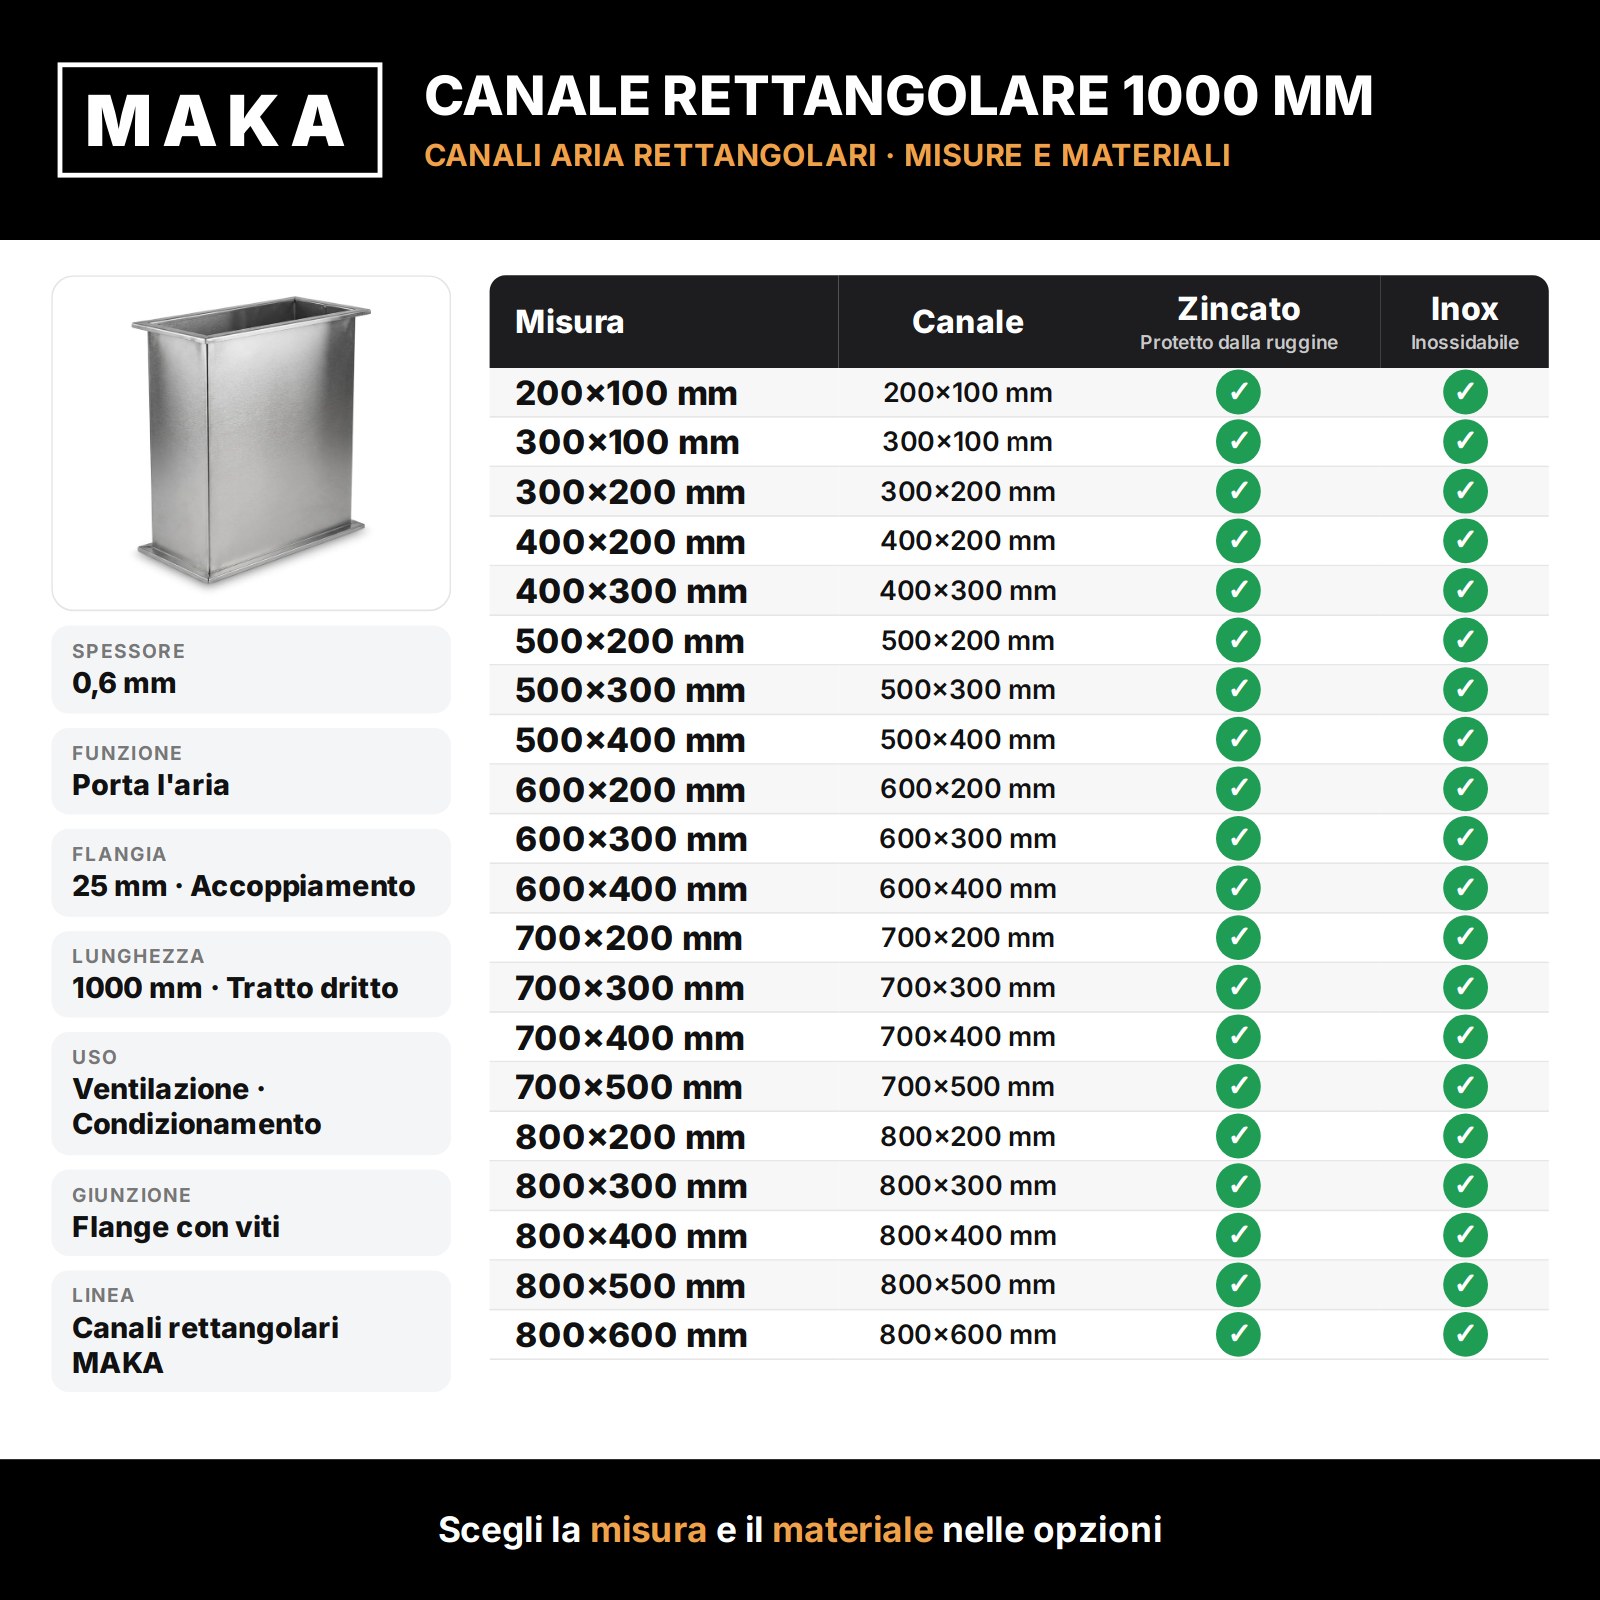 MAKA
CANALE RETTANGOLARE 1000 MM
CANALI ARIA RETTANGOLARI · MISURE E MATERIALI
SPESSORE
0,6 mm
FUNZIONE
Porta l'aria
FLANGIA
25 mm · Accoppiamento
LUNGHEZZA
1000 mm · Tratto dritto
USO
Ventilazione ·
Condizionamento
GIUNZIONE
Flange con viti
LINEA
Canali rettangolari
MAKA
Misura Canale Zincato Inox
Protetto dalla ruggine Inossidabile
200×100 mm 200×100 mm ✓ ✓
300×100 mm 300×100 mm ✓ ✓
300×200 mm 300×200 mm ✓ ✓
400×200 mm 400×200 mm ✓ ✓
400×300 mm 400×300 mm ✓ ✓
500×200 mm 500×200 mm ✓ ✓
500×300 mm 500×300 mm ✓ ✓
500×400 mm 500×400 mm ✓ ✓
600×200 mm 600×200 mm ✓ ✓
600×300 mm 600×300 mm ✓ ✓
600×400 mm 600×400 mm ✓ ✓
700×200 mm 700×200 mm ✓ ✓
700×300 mm 700×300 mm ✓ ✓
700×400 mm 700×400 mm ✓ ✓
700×500 mm 700×500 mm ✓ ✓
800×200 mm 800×200 mm ✓ ✓
800×300 mm 800×300 mm ✓ ✓
800×400 mm 800×400 mm ✓ ✓
800×500 mm 800×500 mm ✓ ✓
800×600 mm 800×600 mm ✓ ✓
Scegli la misura e il materiale nelle opzioni